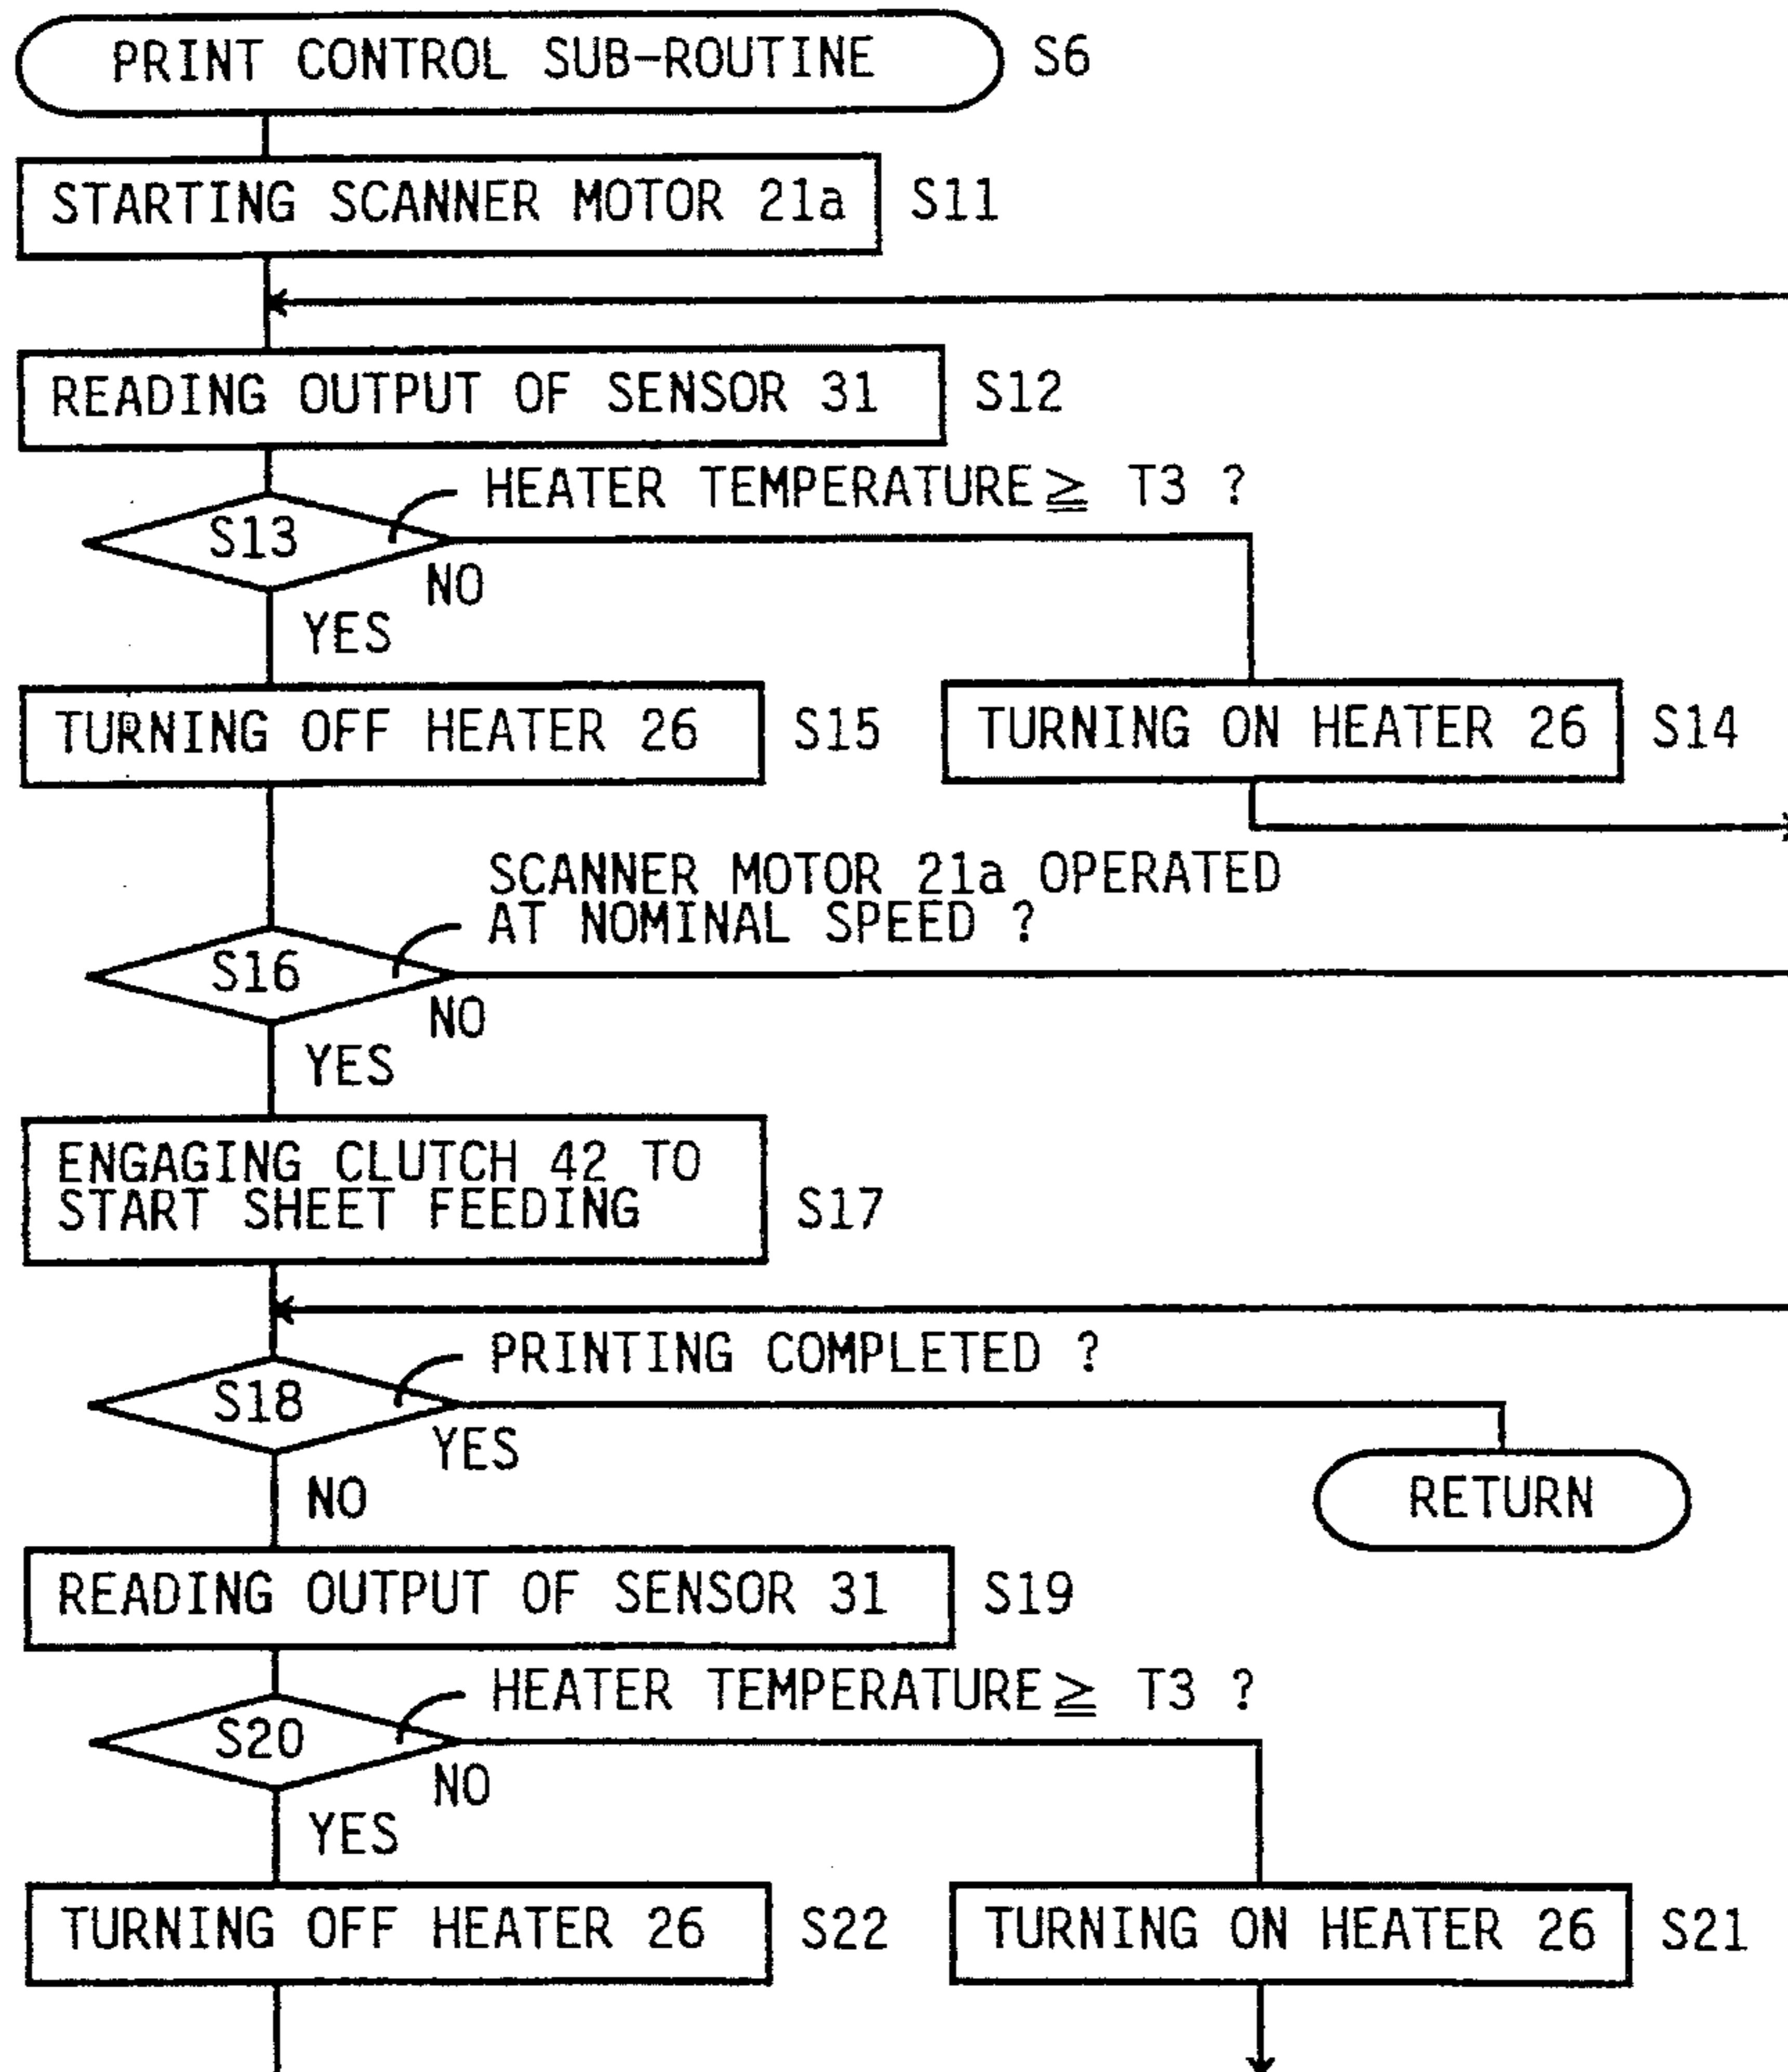 PRINT CONTROL SUB-ROUTINE S6
STARTING SCANNER MOTOR 21a S11
READING OUTPUT OF SENSOR 31 S12
HEATER TEMPERATURE ≧ T3 ?
S13
NO
YES
TURNING OFF HEATER 26 S15
TURNING ON HEATER 26 S14
SCANNER MOTOR 21a OPERATED
AT NOMINAL SPEED ?
S16
NO
YES
ENGAGING CLUTCH 42 TO
START SHEET FEEDING S17
PRINTING COMPLETED ?
S18
YES
NO
RETURN
READING OUTPUT OF SENSOR 31 S19
HEATER TEMPERATURE ≧ T3 ?
S20
NO
YES
TURNING OFF HEATER 26 S22
TURNING ON HEATER 26 S21